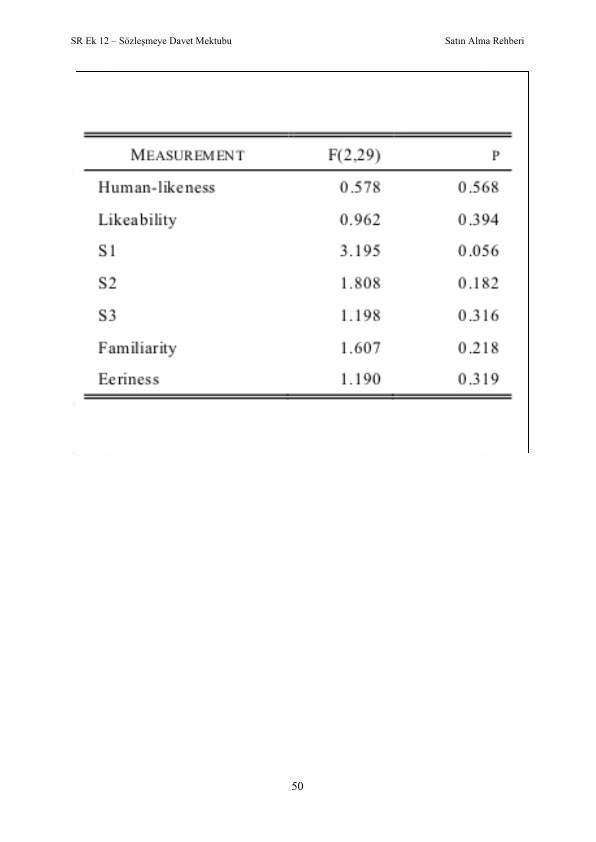 SR Ek 12 – Sözleşmeye Davet Mektubu Satın Alma Rehberi
MEASUREMENT F(2,29) P
Human-likeness 0.578 0.568
Likeability 0.962 0.394
S1 3.195 0.056
S2 1.808 0.182
S3 1.198 0.316
Familiarity 1.607 0.218
Eeriness 1.190 0.319
50